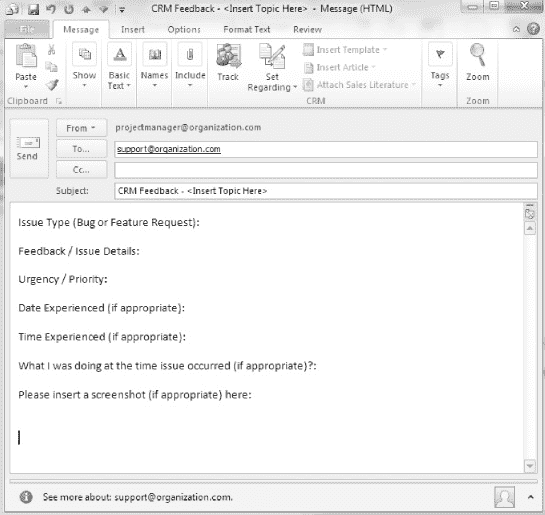 CRM Feedback - <Insert Topic Here> - Message (HTML)
File Message Insert Options Format Text Review
Paste
Clipboard
Show
Basic Text
Names
Include
Track
Set Regarding
Insert Template
Insert Article
Attach Sales Literature
CRM
Tags
Zoom
Zoom
Send
From projectmanager@organization.com
To... support@organization.com
Cc...
Subject: CRM Feedback - <Insert Topic Here>
Issue Type (Bug or Feature Request):
Feedback / Issue Details:
Urgency / Priority:
Date Experienced (if appropriate):
Time Experienced (if appropriate):
What I was doing at the time issue occurred (if appropriate)?:
Please insert a screenshot (if appropriate) here:
See more about: support@organization.com.